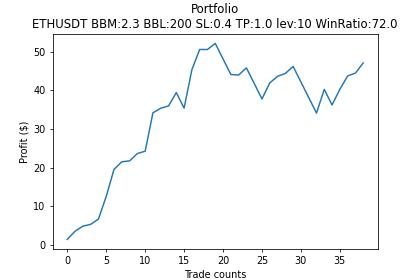 Portfolio
ETHUSDT BBM:2.3 BBL:200 SL:0.4 TP:1.0 lev:10 WinRatio:72.0
50
40
30
20
10
0
Profit ($)
0 5 10 15 20 25 30 35
Trade counts